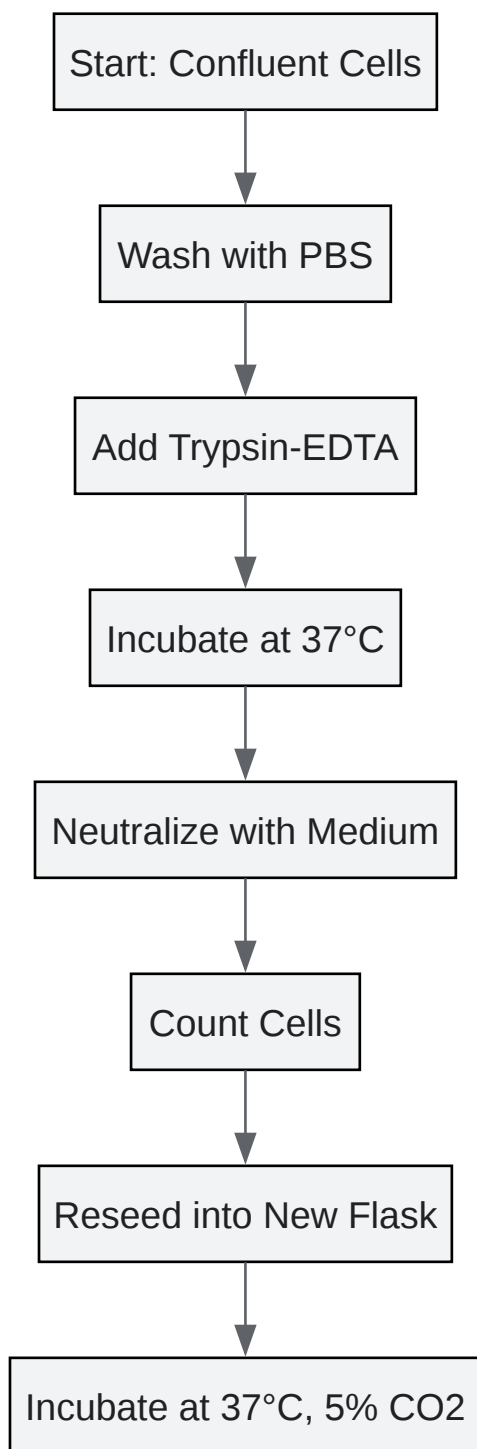 Start: Confluent Cells
Wash with PBS
Add Trypsin-EDTA
Incubate at 37°C
Neutralize with Medium
Count Cells
Reseed into New Flask
Incubate at 37°C, 5% CO2